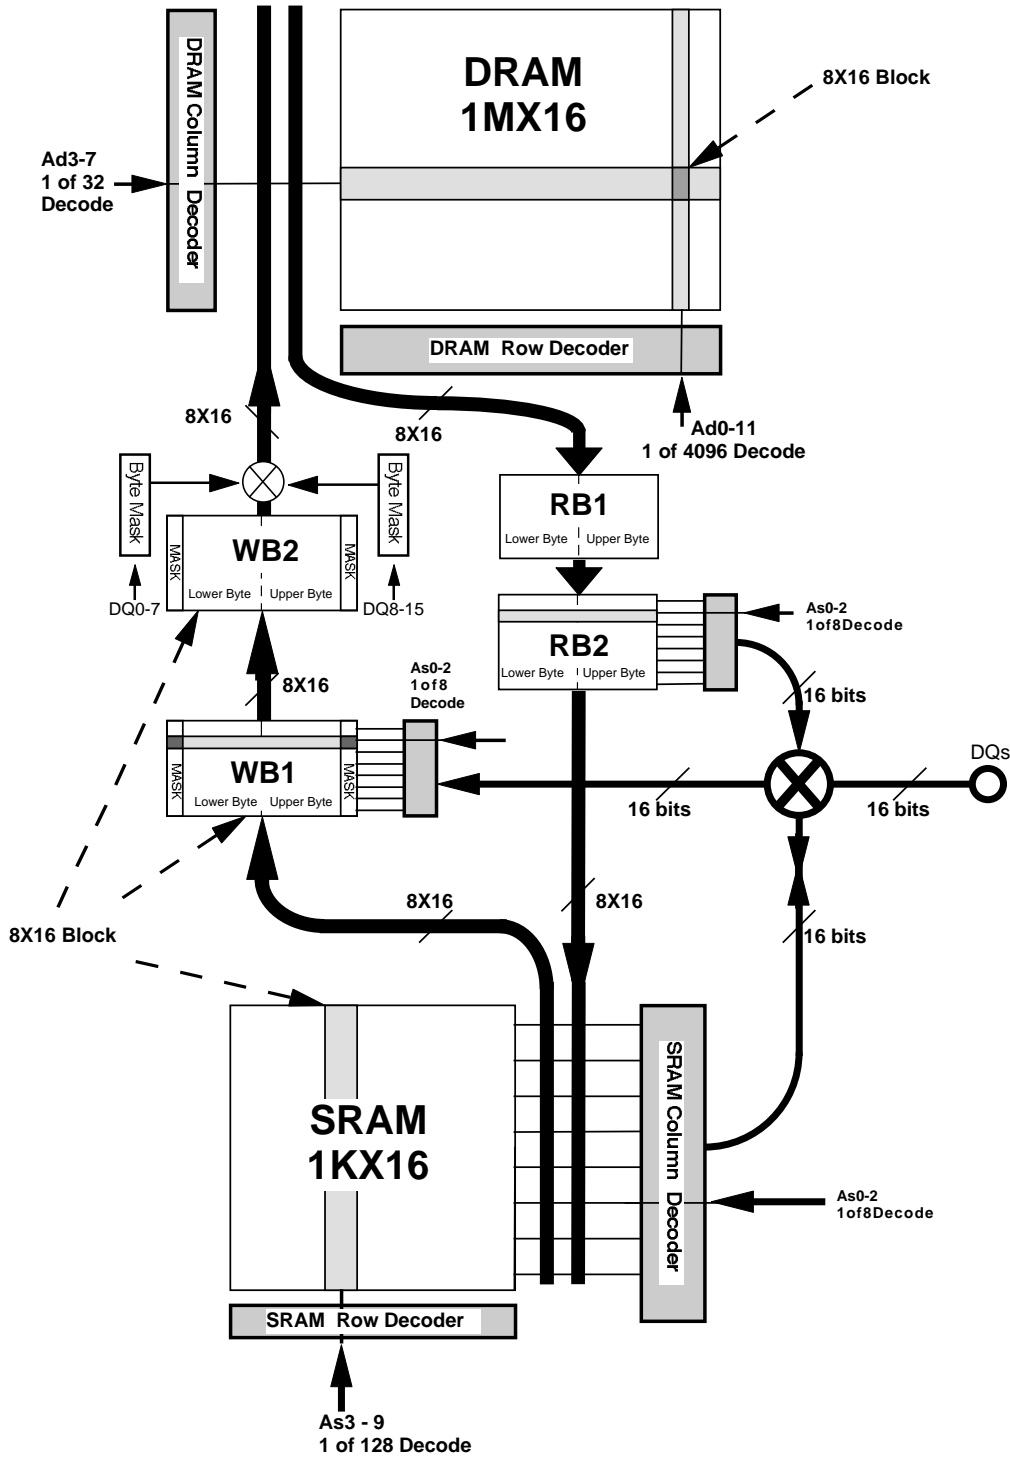 DRAM Column Decoder
DRAM
1MX16
8X16 Block
Ad3-7
1 of 32
Decode
DRAM Row Decoder
8X16
8X16
Ad0-11
1 of 4096 Decode
Byte Mask
Byte Mask
RB1
Lower Byte
Upper Byte
MASK
WB2
MASK
Lower Byte
Upper Byte
DQ0-7
DQ8-15
As0-2
1of8Decode
RB2
Lower Byte
Upper Byte
8X16
As0-2
1of8
Decode
16 bits
MASK
WB1
MASK
Lower Byte
Upper Byte
DQs
16 bits
16 bits
8X16
8X16
8X16 Block
16 bits
SRAM
1KX16
SRAM Column Decoder
As0-2
1of8Decode
SRAM Row Decoder
As3 - 9
1 of 128 Decode